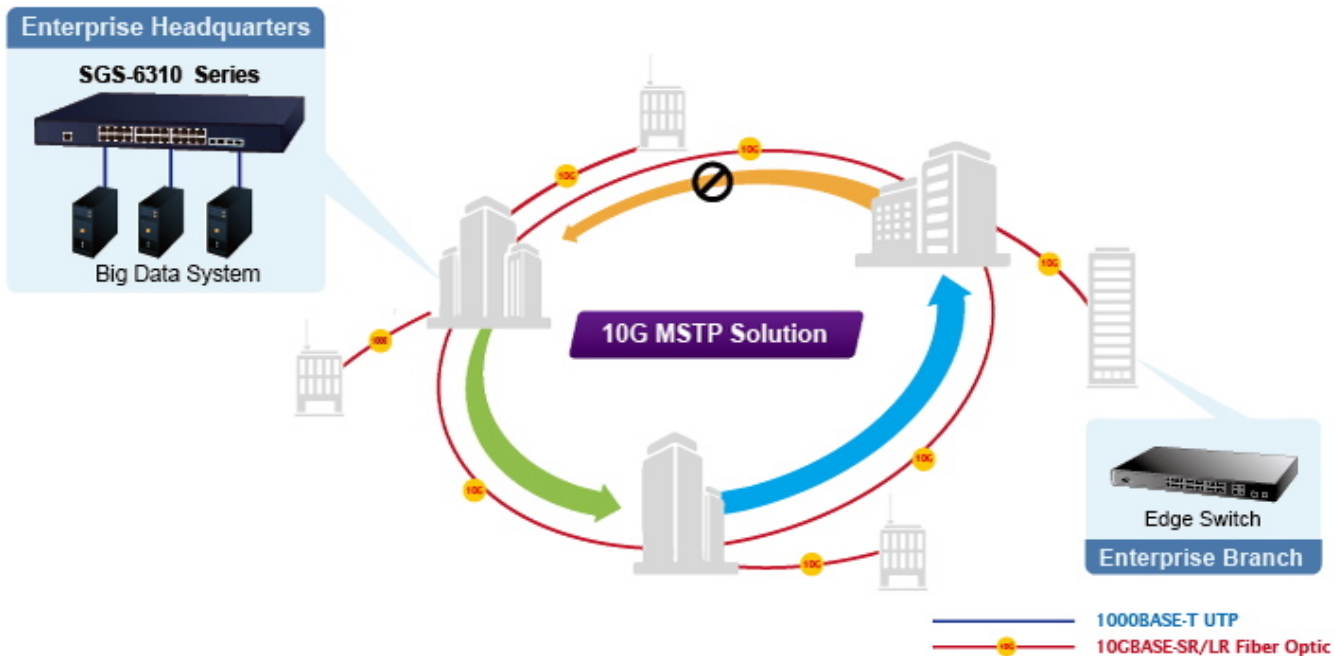 Enterprise Headquarters
SGS-6310 Series
Big Data System
10G
10G
10G
1000
10G MSTP Solution
10G
10G
10G
Edge Switch
Enterprise Branch
1000BASE-T UTP
10G
10GBASE-SR/LR Fiber Optic